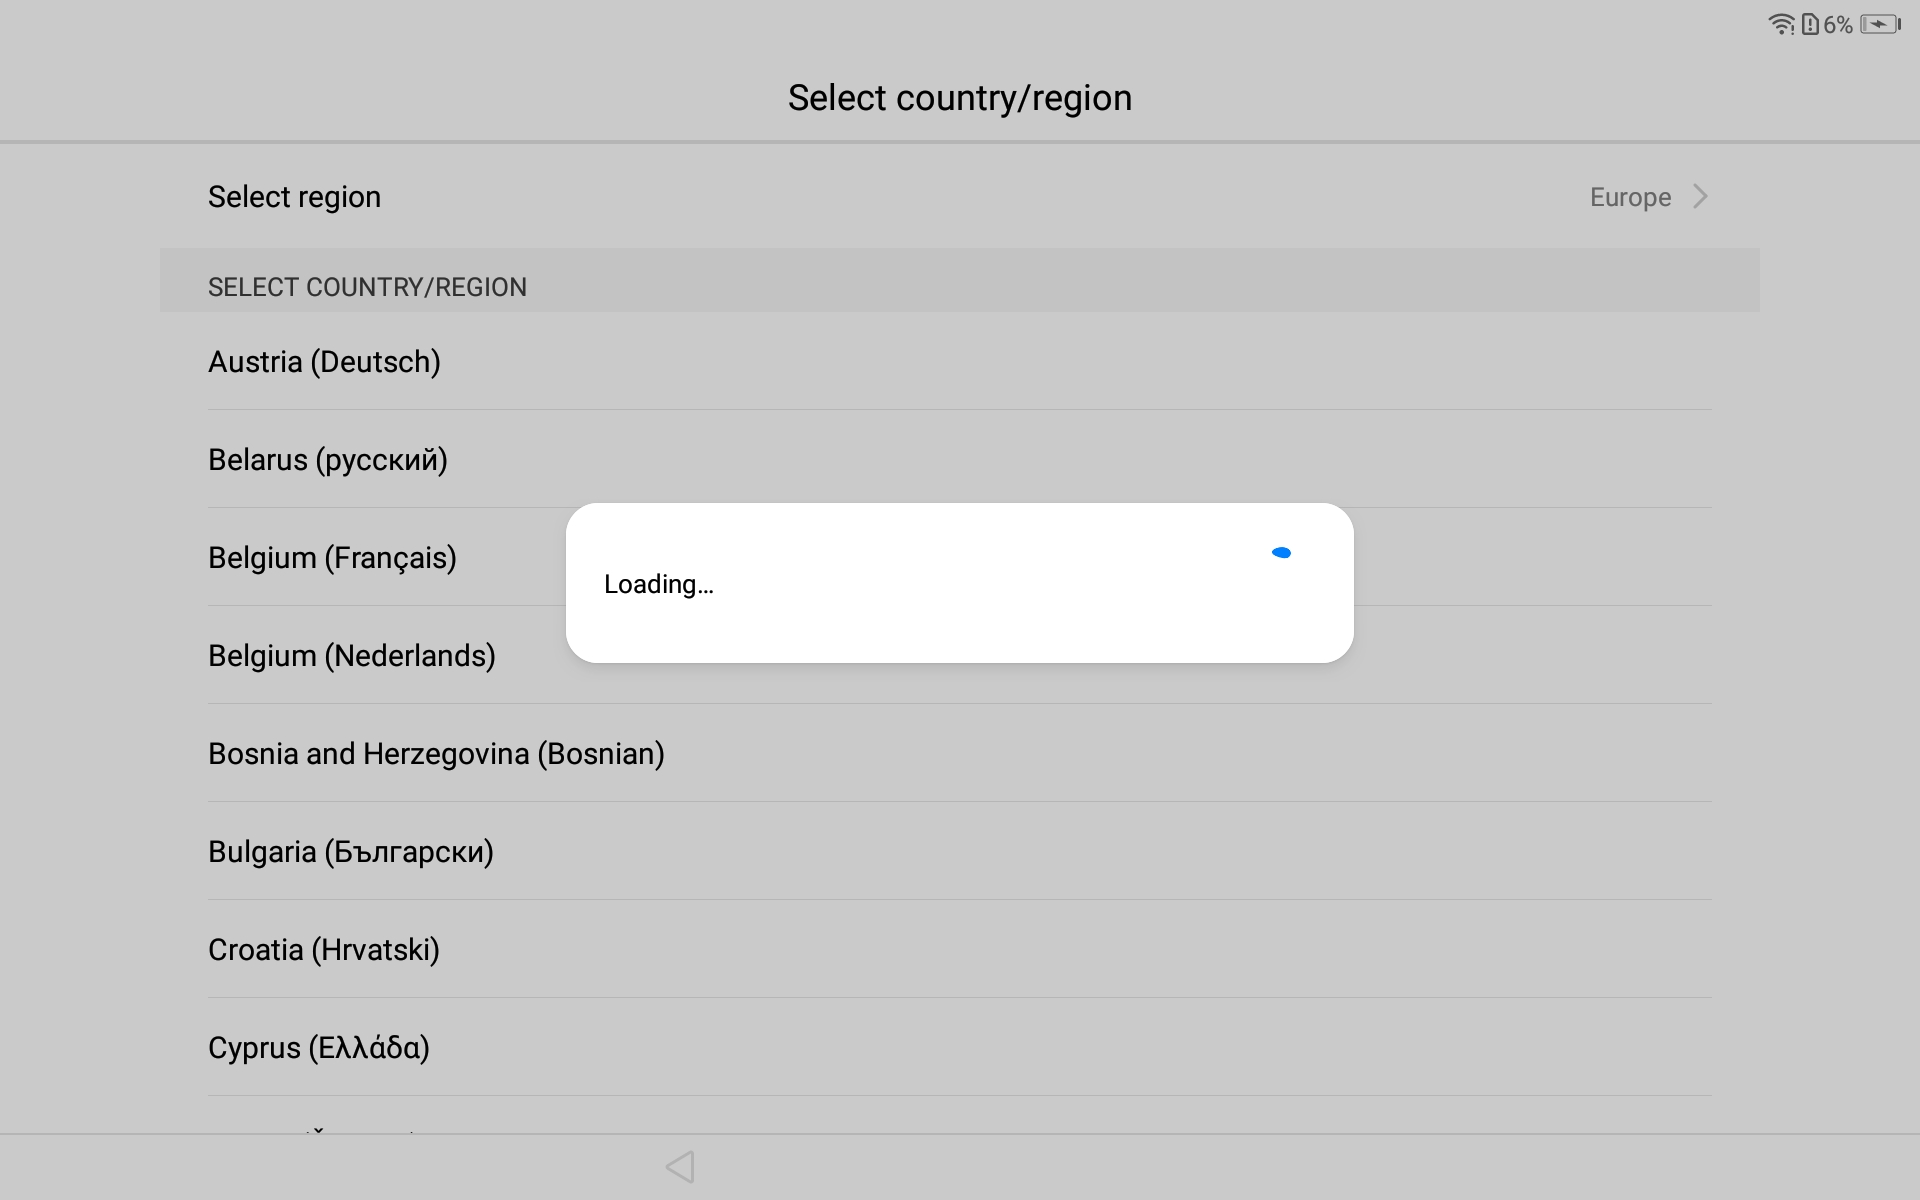 6%
Select country/region
Select region
Europe
SELECT COUNTRY/REGION
Austria (Deutsch)
Belarus (русский)
Belgium (Français)
Loading...
Belgium (Nederlands)
Bosnia and Herzegovina (Bosnian)
Bulgaria (Български)
Croatia (Hrvatski)
Cyprus (Ελλάδα)